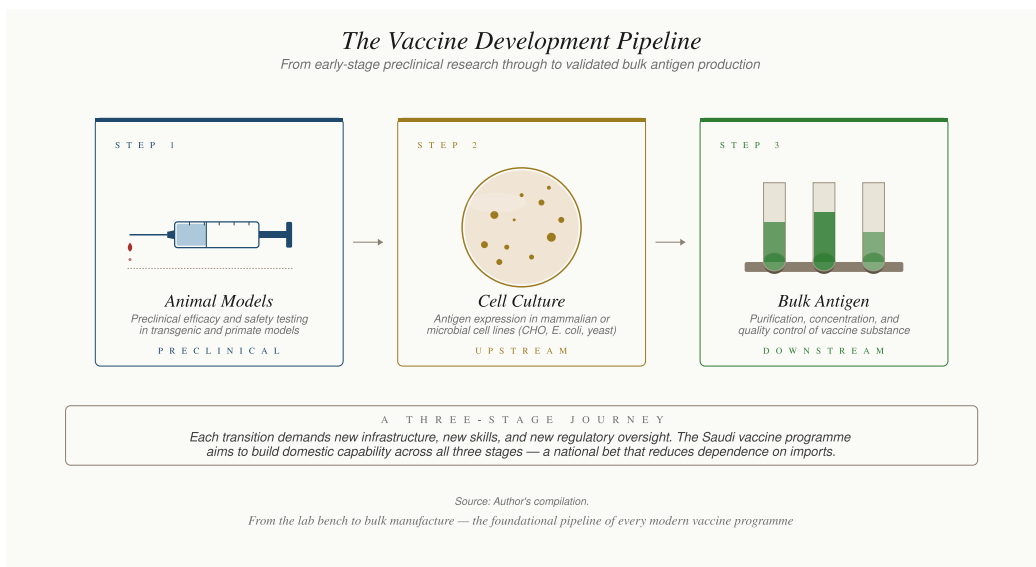 The Vaccine Development Pipeline
From early-stage preclinical research through to validated bulk antigen production
STEP 1
Animal Models
Preclinical efficacy and safety testing
in transgenic and primate models
PRECLINICAL
STEP 2
Cell Culture
Antigen expression in mammalian or
microbial cell lines (CHO, E. coli, yeast)
UPSTREAM
STEP 3
Bulk Antigen
Purification, concentration, and
quality control of vaccine substance
DOWNSTREAM
A THREE-STAGE JOURNEY
Each transition demands new infrastructure, new skills, and new regulatory oversight. The Saudi vaccine programme
aims to build domestic capability across all three stages — a national bet that reduces dependence on imports.
Source: Author's compilation.
From the lab bench to bulk manufacture — the foundational pipeline of every modern vaccine programme